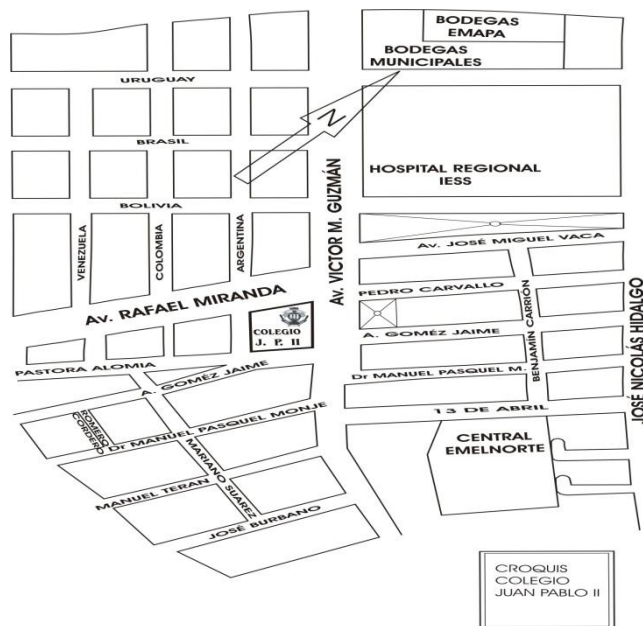 BODEGAS
EMAPA
BODEGAS
MUNICIPALES
URUGUAY
N
BRASIL
HOSPITAL REGIONAL
IESS
BOLIVIA
VENEZUELA
COLOMBIA
ARGENTINA
Av. VICTOR M. GUZMÁN
Av. JOSÉ MIGUEL VACA
PEDRO CARVALLO
Av. RAFAEL MIRANDA
COLEGIO
J. P. II
A. GOMÉZ JAIME
BENJAMÍN CARRIÓN
JOSÉ NICOLÁS HIDALGO
PASTORA ALOMIA
A. GOMÉZ JAIME
Dr MANUEL PASQUEL M.
13 DE ABRIL
ROMERO
CORDERO
Dr MANUEL PASQUEL MONJE
MARIANO SUAREZ
CENTRAL
EMELNORTE
MANUEL TERAN
JOSÉ BURBANO
CROQUIS
COLEGIO
JUAN PABLO II